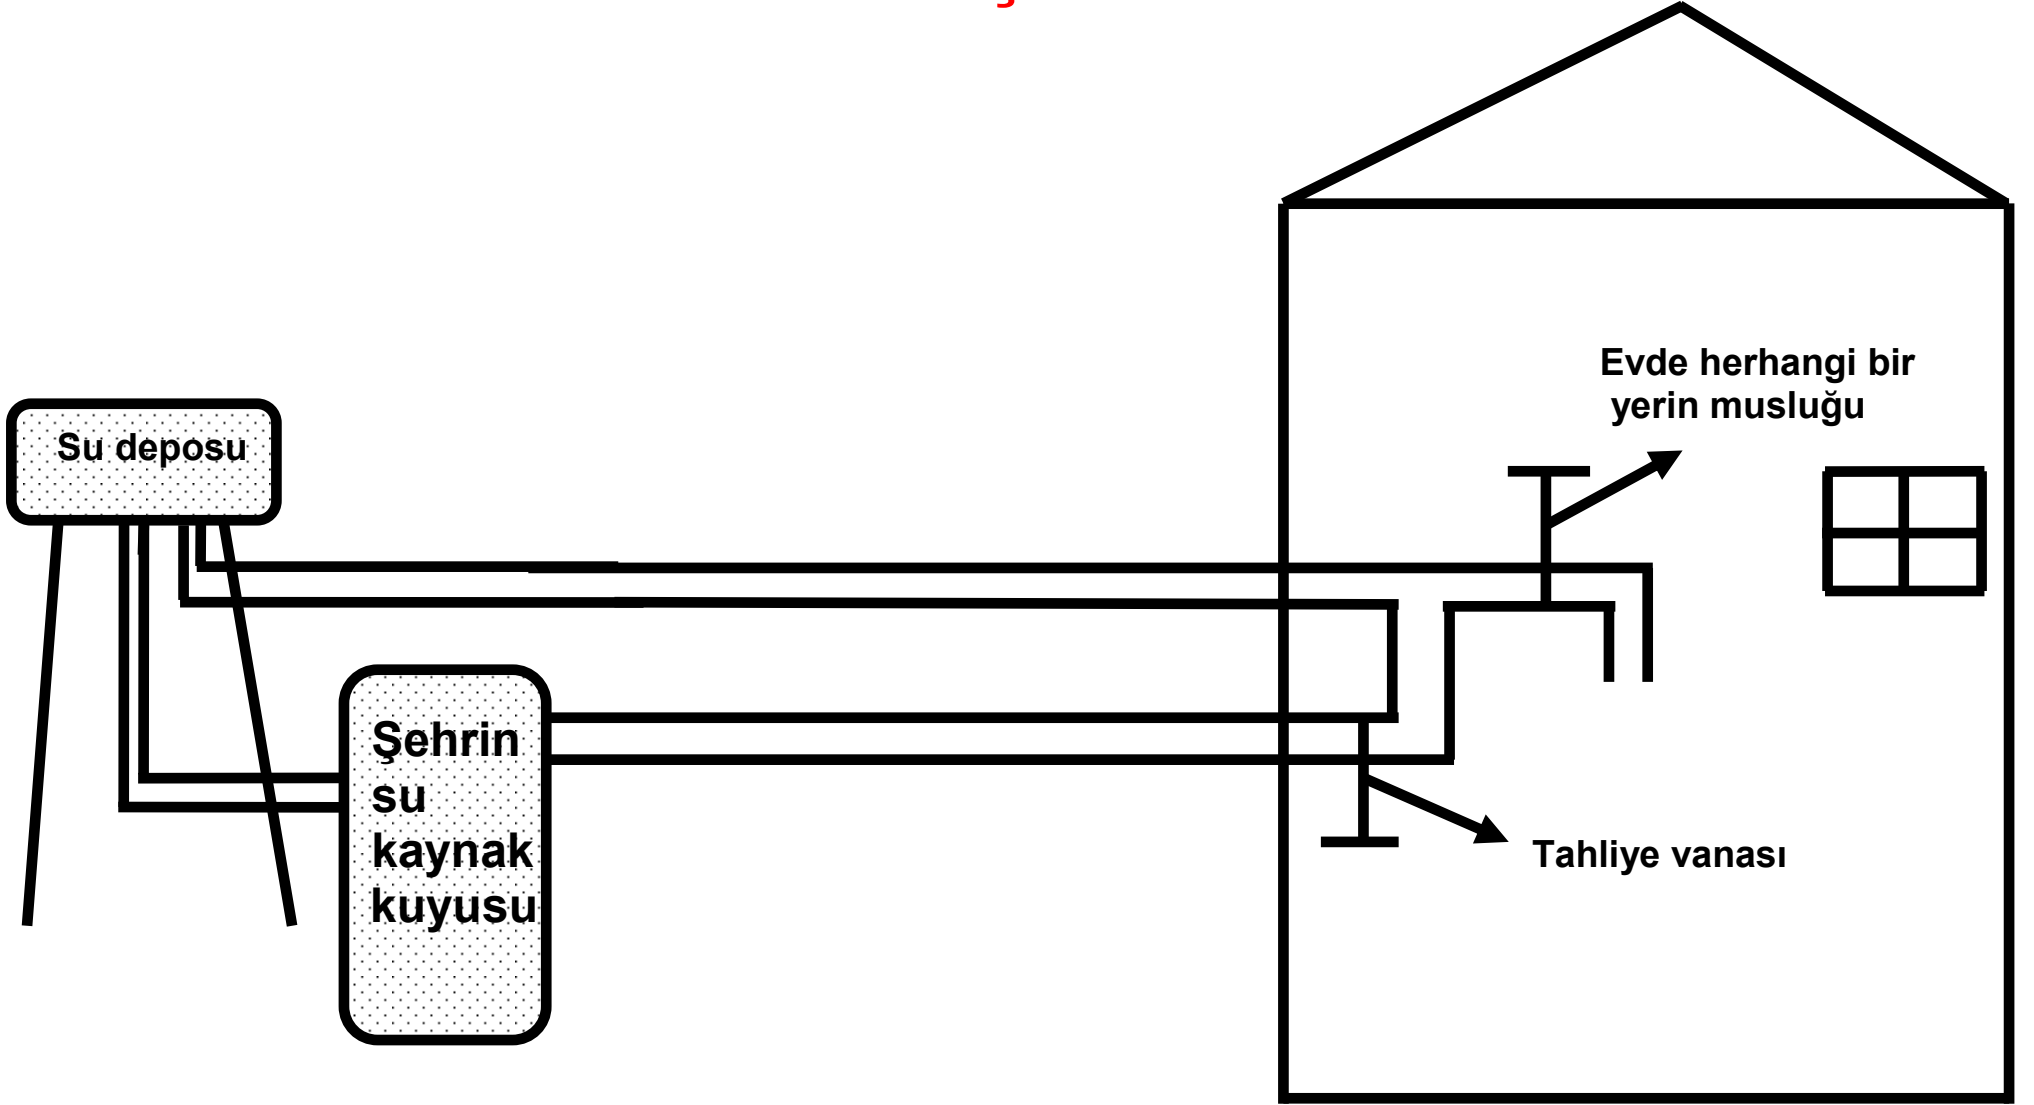 Evde herhangi bir
yerin musluğu
Su deposu
Şehrin
su
kaynak
kuyusu
Tahliye vanası